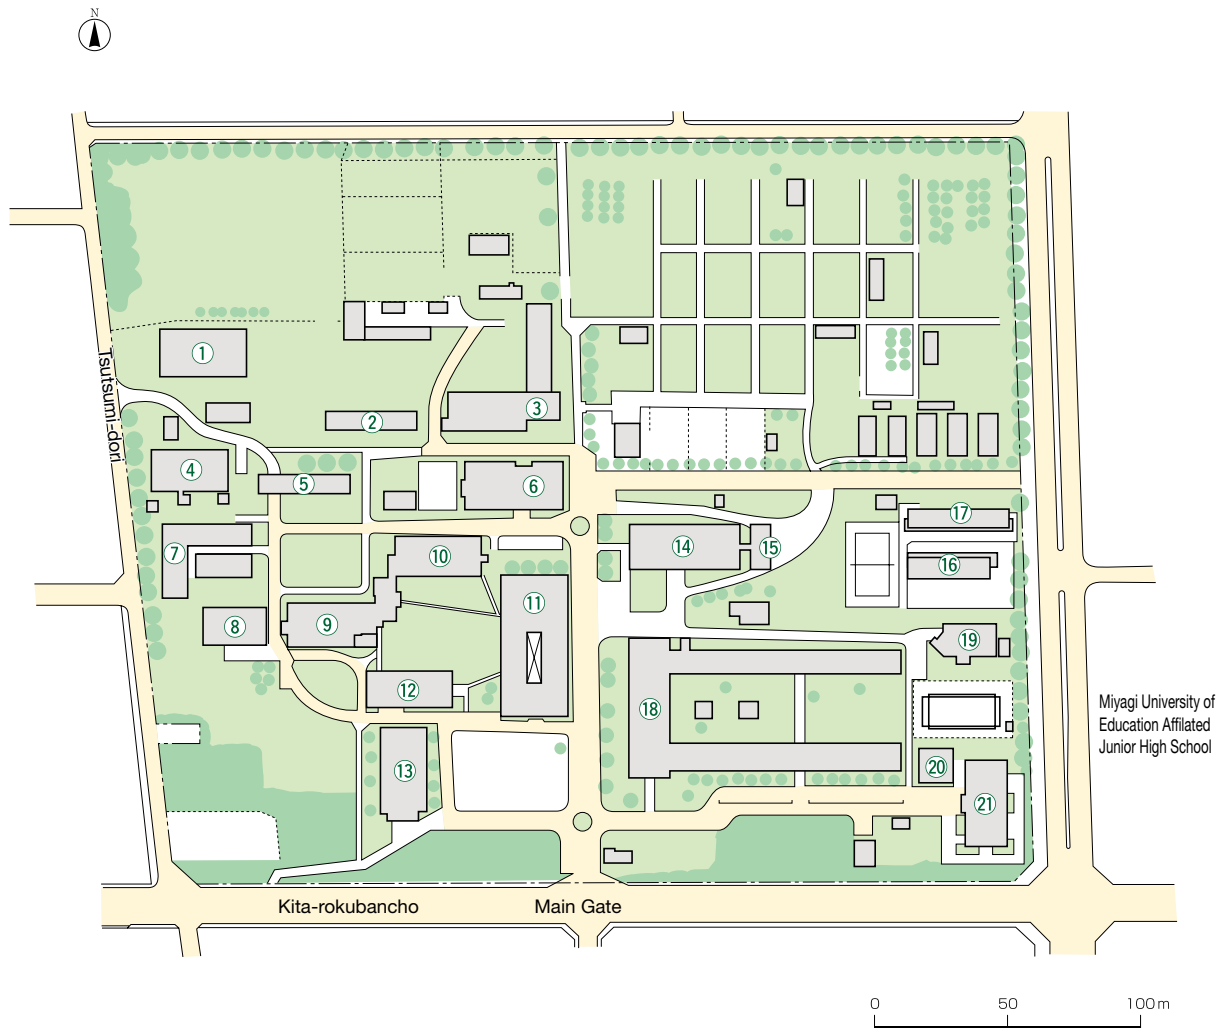 N
1
2
3
4
5
6
7
8
9
10
11
12
13
14
15
16
17
18
19
20
21
Tsutsumi-dori
Miyagi University of
Education Affilated
Junior High School
Kita-rokubancho
Main Gate
0
50
100m